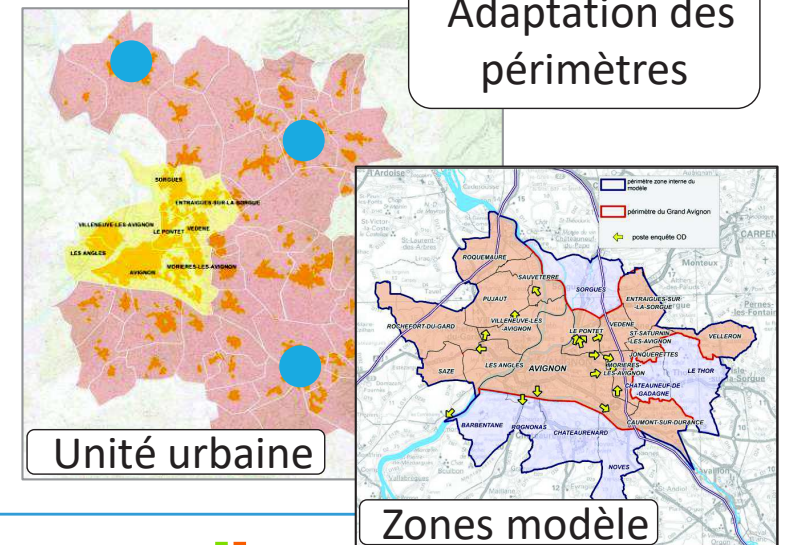 Adaptation des
périmètres
SORGUES
ENTRAIGUES-SUR-LA-SORGUE
VILLENEUVE-LES-AVIGNON
LE PONTET
VEDENE
LES ANGLES
MORIERES-LES-AVIGNON
AVIGNON
Unité urbaine
périmètre zone interne du
modèle
périmètre du Grand Avignon
poste enquête OD
ROQUEMAURE
SAUVETERRE
SORGUES
CARPEN
Monteux
PUJAUT
ENTRAIGUES-SUR
-LA-SORGUE
VILLENEUVE-LES
-AVIGNON
LE PONTET
VEDENE
ROCHEFORT-DU-GARD
ST-SATURNIN
-LES-AVIGNON
VELLERON
JONQUERETTES
LES ANGLES
AVIGNON
MORIERES-
LES-AVIGNON
LE THOR
SAZE
CHATEAUNEUF-DE
-GADAGNE
BARBENTANE
ROGNONAS
CHATEAURENARD
CAUMONT-SUR-DURANCE
NOVES
Zones modèle